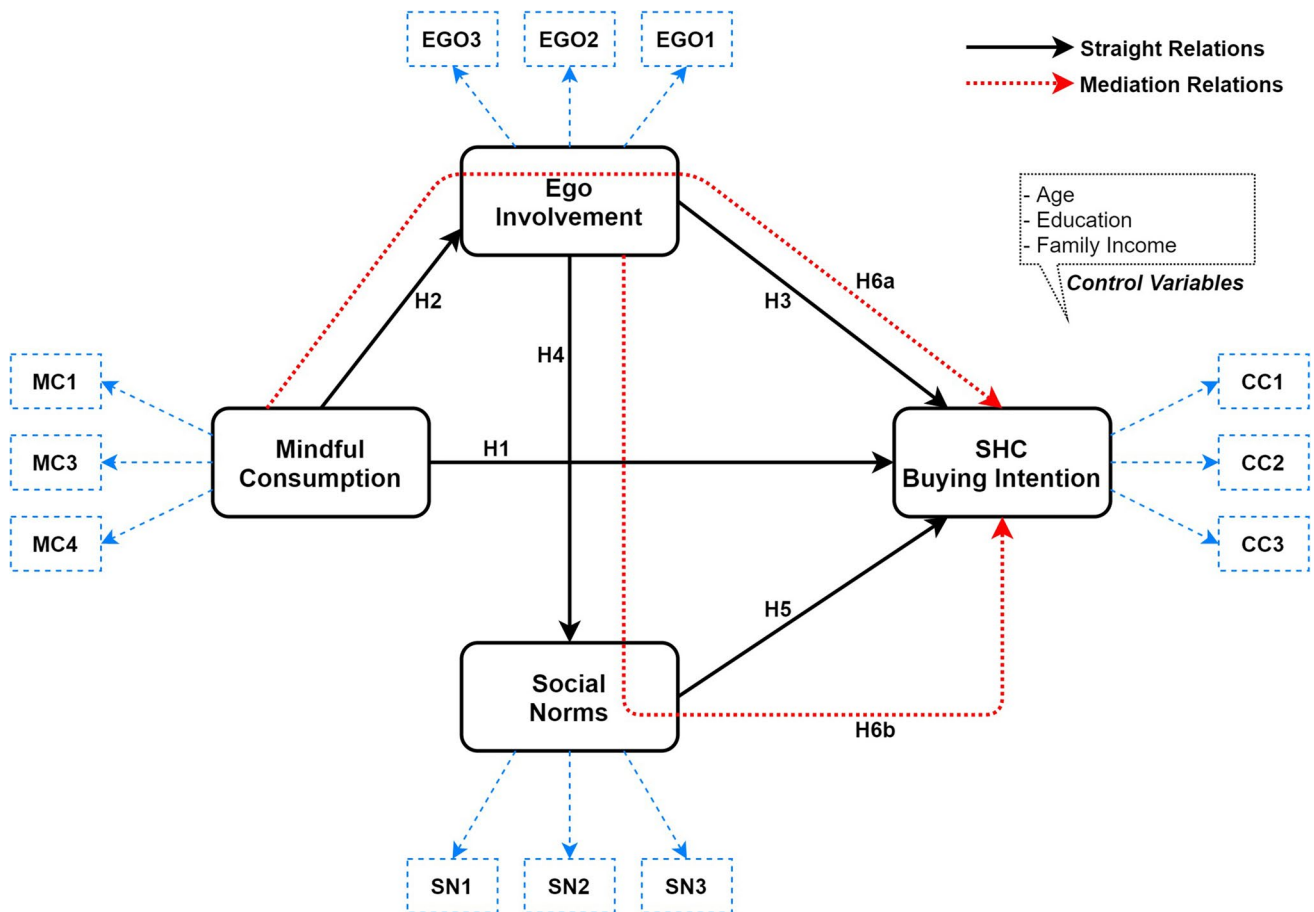 EGO3
EGO2
EGO1
Straight Relations
Mediation Relations
Ego
Involvement
- Age
- Education
- Family Income
Control Variables
H6a
H2
H3
H4
MC1
MC3
MC4
Mindful
Consumption
H1
SHC
Buying Intention
CC1
CC2
CC3
H5
Social
Norms
H6b
SN1
SN2
SN3